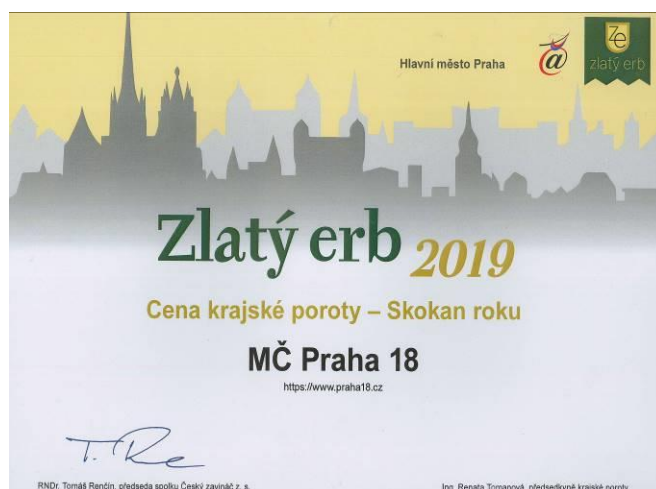 Hlavní město Praha
Ze
zlatý erb
Zlatý erb 2019
Cena krajské poroty – Skokan roku
MČ Praha 18
https://www.praha18.cz
T. Re
RNDr. Tomáš Renčín, předseda spolku Český zavináč z. s.
Ing. Renata Tomanová, předsedkyně krajské poroty